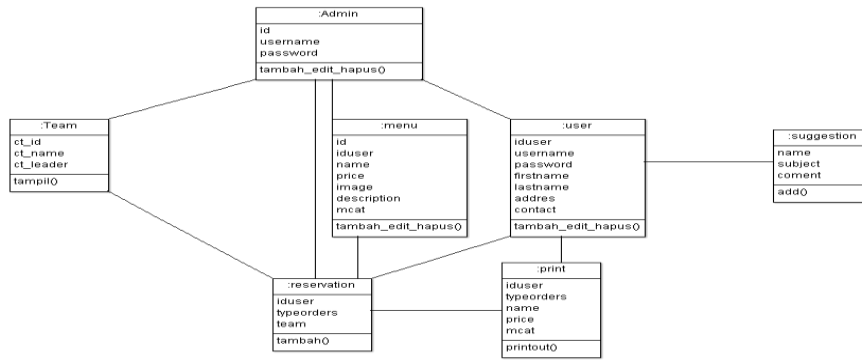 :Admin
id
username
password
tambah_edit_hapus()
:Team
ct_id
ct_name
ct_leader
tampil()
:menu
id
iduser
name
price
image
description
mcat
tambah_edit_hapus()
:user
iduser
username
password
firstname
lastname
addres
contact
tambah_edit_hapus()
:suggestion
name
subject
coment
add()
:reservation
iduser
typeorders
team
tambah()
:print
iduser
typeorders
name
price
mcat
printout()